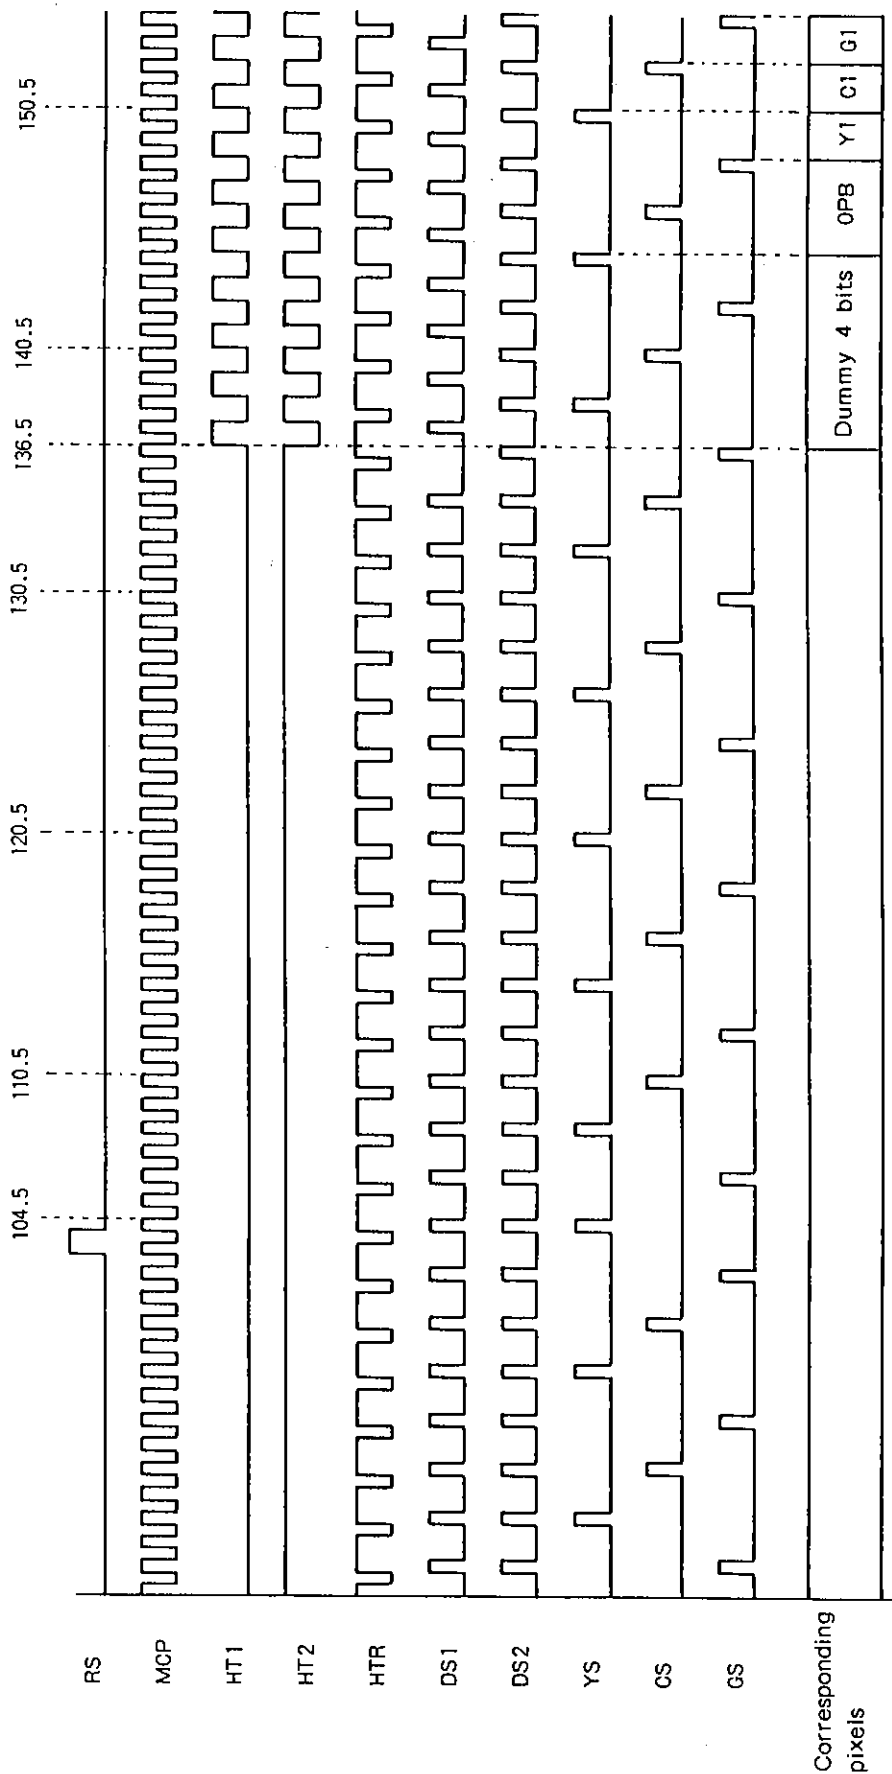 104.5 110.5 120.5 130.5 136.5 140.5 150.5
RS
MCP
HT1
HT2
HTR
DS1
DS2
YS
CS
GS
Corresponding
pixels
Dummy 4 bits OPB Y1 C1 G1